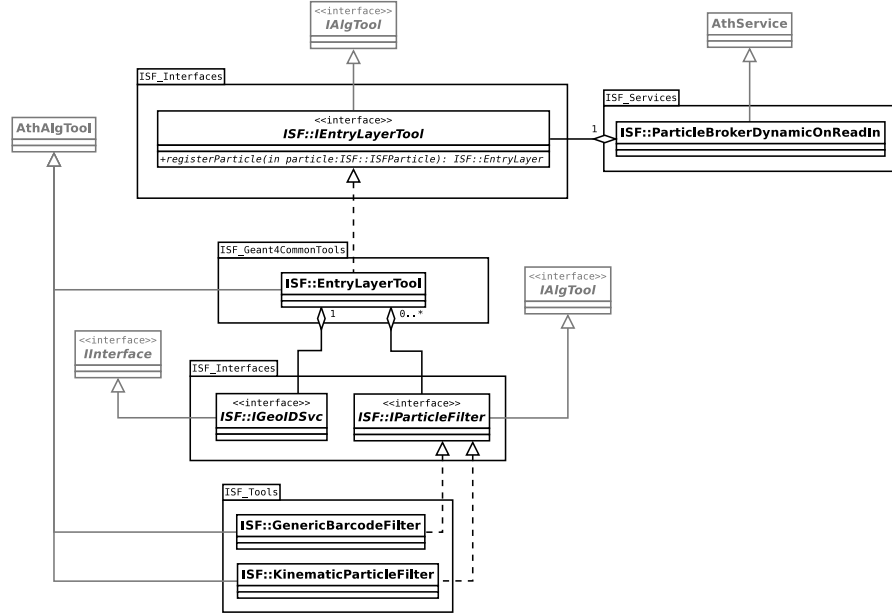 <<interface>>
IAlgTool
AthService
ISF_Interfaces
ISF_Services
<<interface>>
ISF::IEntryLayerTool
+registerParticle(in particle:ISF::ISFParticle): ISF::EntryLayer
1
ISF::ParticleBrokerDynamicOnReadIn
AthAlgTool
ISF_Geant4CommonTools
ISF::EntryLayerTool
1
0..*
<<interface>>
IAlgTool
<<interface>>
IInterface
ISF_Interfaces
<<interface>>
ISF::IGeoIDSvc
<<interface>>
ISF::IParticleFilter
ISF_Tools
ISF::GenericBarcodeFilter
ISF::KinematicParticleFilter